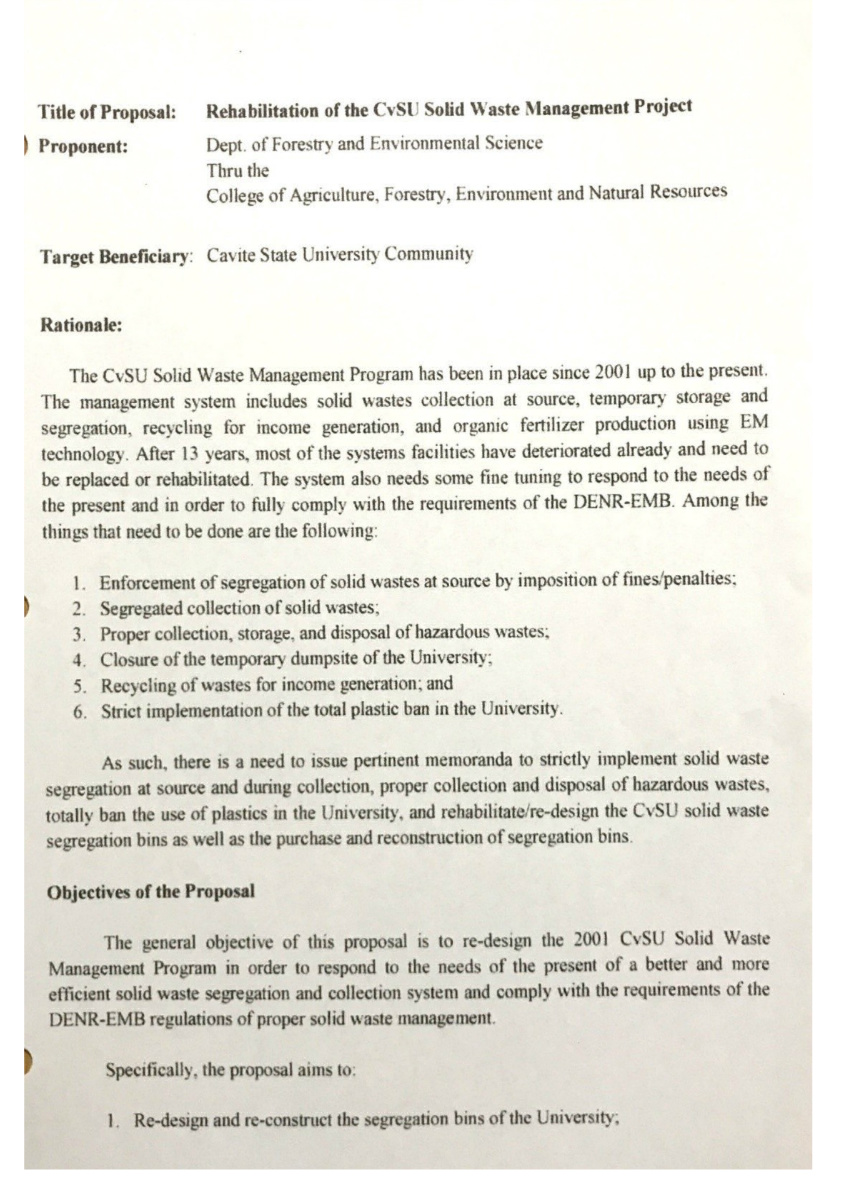 Title of Proposal: Rehabilitation of the CvSU Solid Waste Management Project
Proponent: Dept. of Forestry and Environmental Science
Thru the
College of Agriculture, Forestry, Environment and Natural Resources
Target Beneficiary: Cavite State University Community
Rationale:
The CvSU Solid Waste Management Program has been in place since 2001 up to the present.
The management system includes solid wastes collection at source, temporary storage and
segregation, recycling for income generation, and organic fertilizer production using EM
technology. After 13 years, most of the systems facilities have deteriorated already and need to
be replaced or rehabilitated. The system also needs some fine tuning to respond to the needs of
the present and in order to fully comply with the requirements of the DENR-EMB. Among the
things that need to be done are the following:
1. Enforcement of segregation of solid wastes at source by imposition of fines/penalties;
2. Segregated collection of solid wastes;
3. Proper collection, storage, and disposal of hazardous wastes;
4. Closure of the temporary dumpsite of the University;
5. Recycling of wastes for income generation; and
6. Strict implementation of the total plastic ban in the University.
As such, there is a need to issue pertinent memoranda to strictly implement solid waste
segregation at source and during collection, proper collection and disposal of hazardous wastes,
totally ban the use of plastics in the University, and rehabilitate/re-design the CvSU solid waste
segregation bins as well as the purchase and reconstruction of segregation bins.
Objectives of the Proposal
The general objective of this proposal is to re-design the 2001 CvSU Solid Waste
Management Program in order to respond to the needs of the present of a better and more
efficient solid waste segregation and collection system and comply with the requirements of the
DENR-EMB regulations of proper solid waste management.
Specifically, the proposal aims to:
1. Re-design and re-construct the segregation bins of the University;